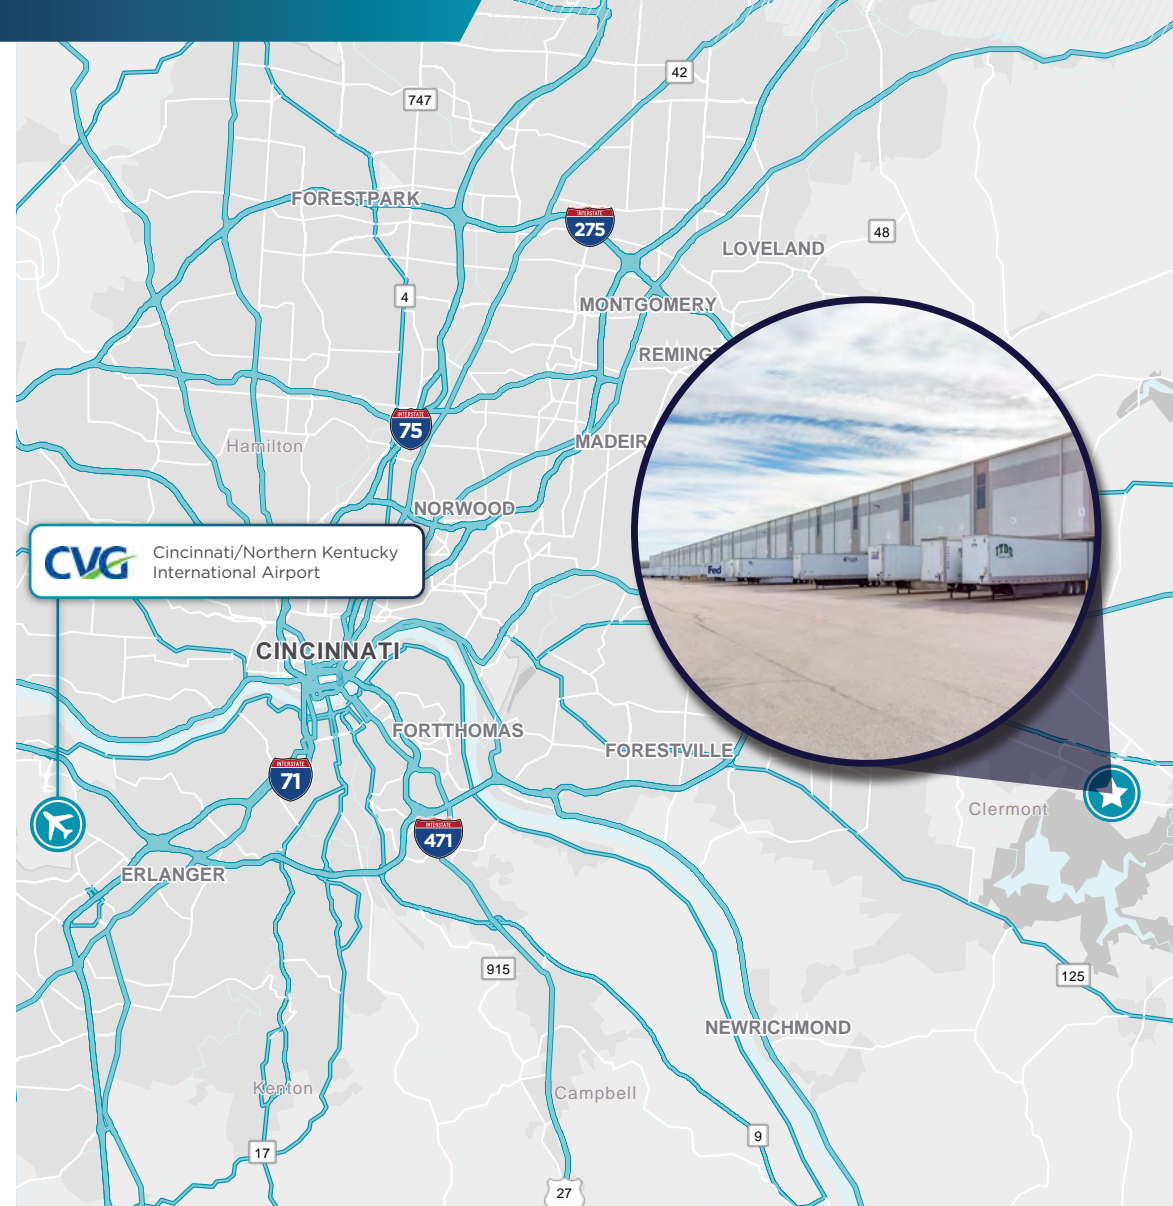 42
747
FORESTPARK
INTERSTATE
275
48
LOVELAND
4
MONTGOMERY
REMING
INTERSTATE
75
MADEIR
Hamilton
NORWOOD
CVG
Cincinnati/Northern Kentucky
International Airport
Fed
CINCINNATI
FORTTHOMAS
FORESTVILLE
INTERSTATE
71
Clermont
INTERSTATE
471
ERLANGER
915
125
NEWRICHMOND
Kenton
Campbell
9
17
27